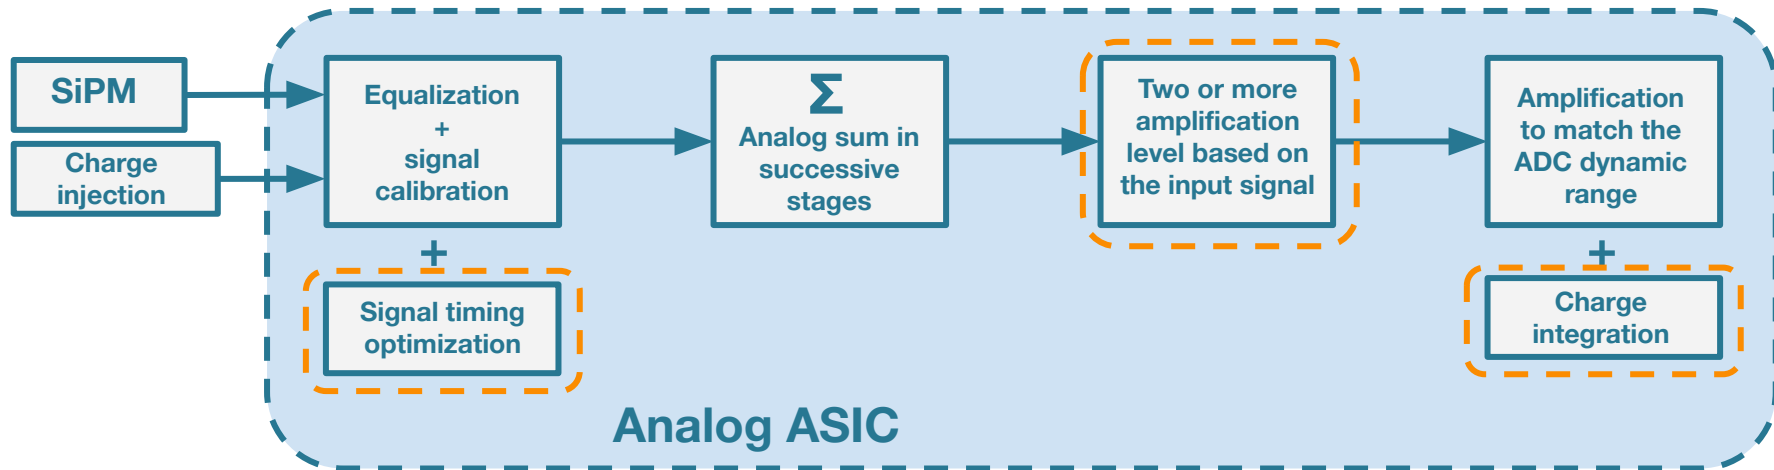 SiPM
Charge
injection
Equalization
+
signal
calibration
+
Signal timing
optimization
Σ
Analog sum in
successive
stages
Two or more
amplification
level based on
the input signal
Amplification
to match the
ADC dynamic
range
+
Charge
integration
Analog ASIC